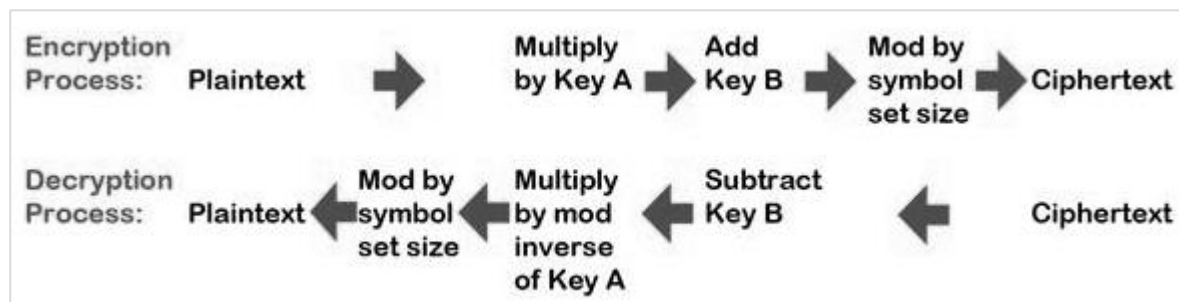 Encryption Multiply Add Mod by
Process: Plaintext by Key A Key B symbol Ciphertext
set size
Decryption Mod by Multiply Subtract
Process: Plaintext symbol by mod Key B Ciphertext
set size inverse
of Key A